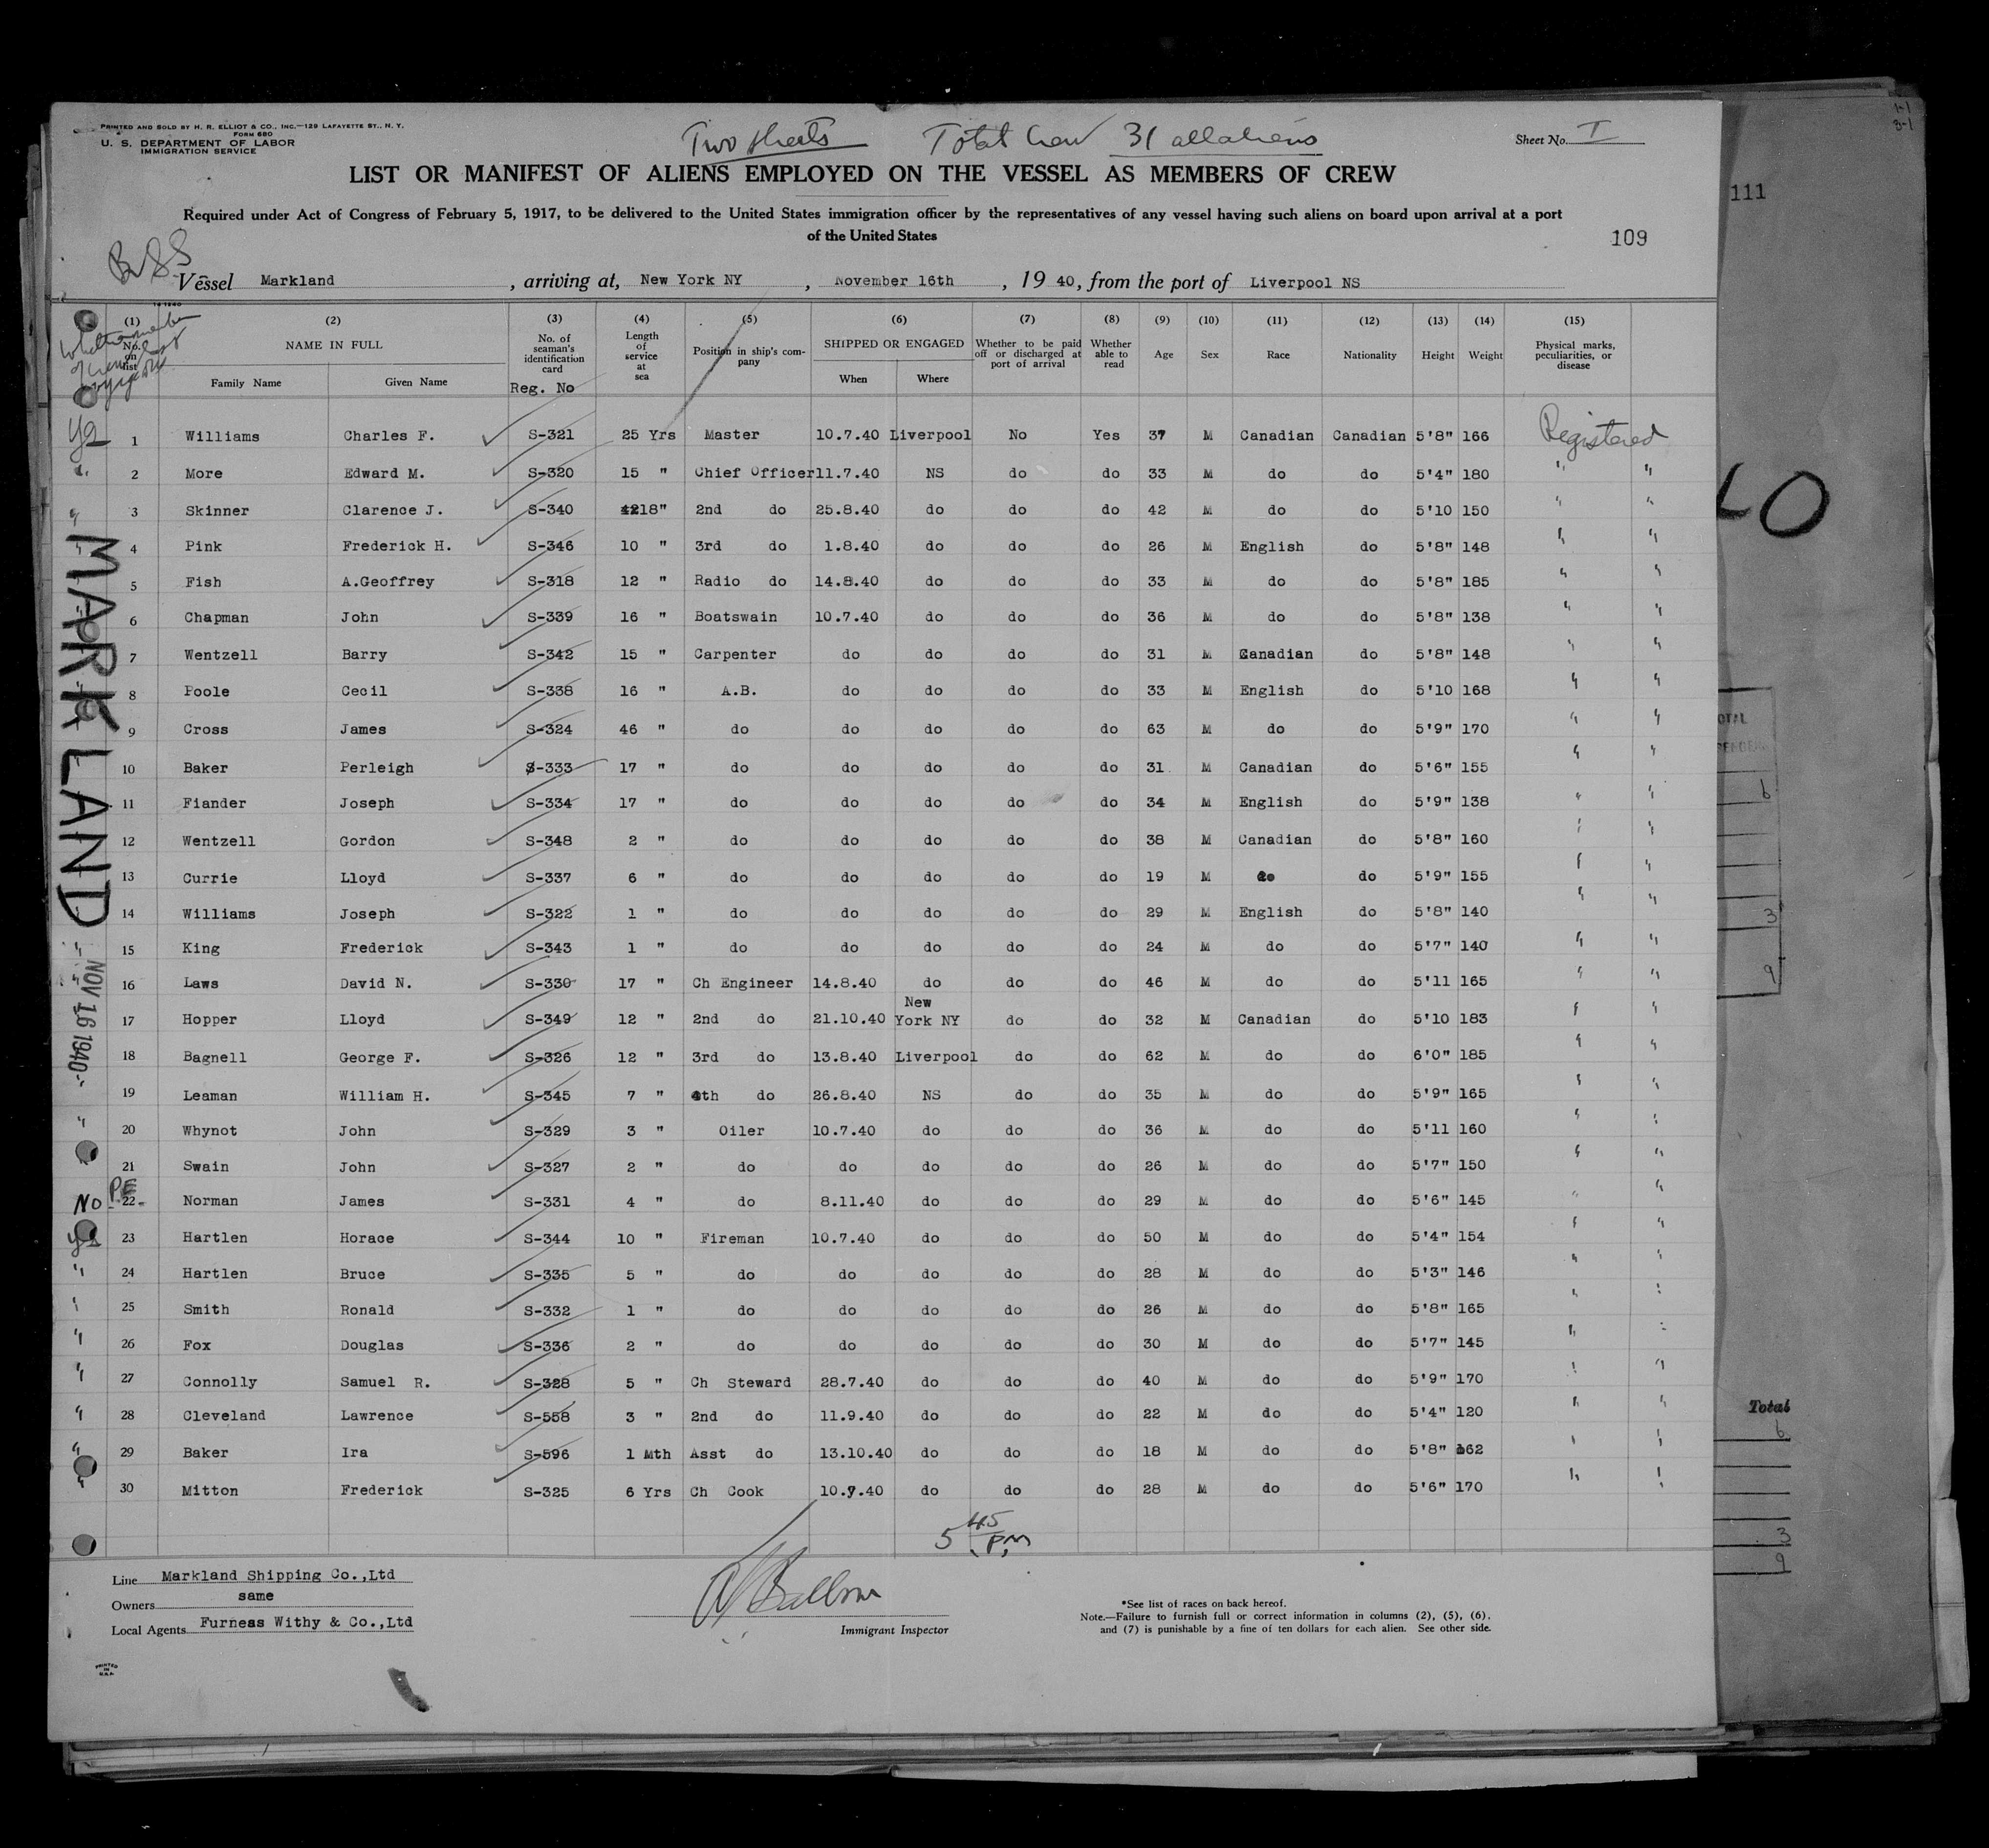 PRINTED AND SOLD BY H. R. ELLIOT & CO., INC.—129 LAFAYETTE ST., N. Y.
FORM 680
U. S. DEPARTMENT OF LABOR
IMMIGRATION SERVICE
Two sheets Total Crew 31 all aliens
Sheet No. I
LIST OR MANIFEST OF ALIENS EMPLOYED ON THE VESSEL AS MEMBERS OF CREW
Required under Act of Congress of February 5, 1917, to be delivered to the United States immigration officer by the representatives of any vessel having such aliens on board upon arrival at a port
of the United States
109
111
Vessel Markland, arriving at, New York NY, November 16th, 1940, from the port of Liverpool NS
(1) (2) (3) (4) (5) (6) (7) (8) (9) (10) (11) (12) (13) (14) (15)
No. on list NAME IN FULL Family Name Given Name No. of seaman's identification card Reg. No Length of service at sea Position in ship's company SHIPPED OR ENGAGED When Where Whether to be paid off or discharged at port of arrival Whether able to read Age Sex Race Nationality Height Weight Physical marks, peculiarities, or disease
1 Williams Charles F. S-321 25 Yrs Master 10.7.40 Liverpool No Yes 37 M Canadian Canadian 5'8" 166 Registered
2 More Edward M. S-320 15 " Chief Officer 11.7.40 NS do do 33 M do do 5'4" 180 " "
3 Skinner Clarence J. S-340 18" 2nd do 25.8.40 do do do 42 M do do 5'10 150 " "
4 Pink Frederick H. S-346 10 " 3rd do 1.8.40 do do do 26 M English do 5'8" 148 " "
5 Fish A.Geoffrey S-318 12 " Radio do 14.8.40 do do do 33 M do do 5'8" 185 " "
6 Chapman John S-339 16 " Boatswain 10.7.40 do do do 36 M do do 5'8" 138 " "
7 Wentzell Barry S-342 15 " Carpenter do do do do 31 M Canadian do 5'8" 148 " "
8 Poole Cecil S-338 16 " A.B. do do do do 33 M English do 5'10 168 " "
9 Cross James S-324 46 " do do do do do 63 M do do 5'9" 170 " "
10 Baker Perleigh S-333 17 " do do do do do 31 M Canadian do 5'6" 155 " "
11 Fiander Joseph S-334 17 " do do do do do 34 M English do 5'9" 138 " "
12 Wentzell Gordon S-348 2 " do do do do do 38 M Canadian do 5'8" 160 " "
13 Currie Lloyd S-337 6 " do do do do do 19 M do do 5'9" 155 " "
14 Williams Joseph S-322 1 " do do do do do 29 M English do 5'8" 140 " "
15 King Frederick S-343 1 " do do do do do 24 M do do 5'7" 140 " "
16 Laws David N. S-330 17 " Ch Engineer 14.8.40 do do do 46 M do do 5'11 165 " "
17 Hopper Lloyd S-349 12 " 2nd do 21.10.40 New York NY do do 32 M Canadian do 5'10 183 " "
18 Bagnell George F. S-326 12 " 3rd do 13.8.40 Liverpool do do 62 M do do 6'0" 185 " "
19 Leaman William H. S-345 7 " 4th do 26.8.40 NS do do 35 M do do 5'9" 165 " "
20 Whynot John S-329 3 " Oiler 10.7.40 do do do 36 M do do 5'11 160 " "
21 Swain John S-327 2 " do do do do do 26 M do do 5'7" 150 " "
No PE 22 Norman James S-331 4 " do 8.11.40 do do do 29 M do do 5'6" 145 " "
23 Hartlen Horace S-344 10 " Fireman 10.7.40 do do do 50 M do do 5'4" 154 " "
24 Hartlen Bruce S-335 5 " do do do do do 28 M do do 5'3" 146 " "
25 Smith Ronald S-332 1 " do do do do do 26 M do do 5'8" 165 " "
26 Fox Douglas S-336 2 " do do do do do 30 M do do 5'7" 145 " "
27 Connolly Samuel R. S-328 5 " Ch Steward 28.7.40 do do do 40 M do do 5'9" 170 " "
28 Cleveland Lawrence S-558 3 " 2nd do 11.9.40 do do do 22 M do do 5'4" 120 " "
29 Baker Ira S-596 1 Mth Asst do 13.10.40 do do do 18 M do do 5'8" 162 " "
30 Mitton Frederick S-325 6 Yrs Ch Cook 10.9.40 do do do 28 M do do 5'6" 170 " "
MARKLAND
NOV 16 1940
5 45 PM
Line Markland Shipping Co.,Ltd
Owners same
Local Agents Furness Withy & Co.,Ltd
Immigrant Inspector
*See list of races on back hereof.
Note.—Failure to furnish full or correct information in columns (2), (5), (6),
and (7) is punishable by a fine of ten dollars for each alien. See other side.
PRINTED IN U.S.A.
Total
6
3
9